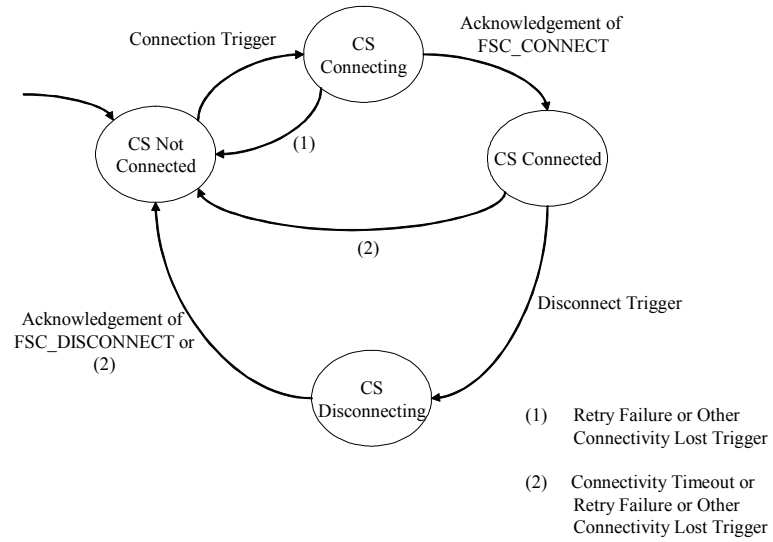 Connection Trigger
CS
Connecting
Acknowledgement of
FSC_CONNECT
CS Not
Connected
(1)
CS Connected
(2)
Disconnect Trigger
Acknowledgement of
FSC_DISCONNECT or
(2)
CS
Disconnecting
(1) Retry Failure or Other
Connectivity Lost Trigger
(2) Connectivity Timeout or
Retry Failure or Other
Connectivity Lost Trigger